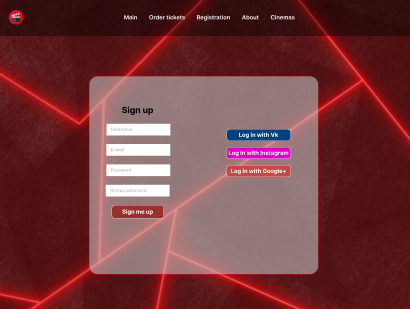 Main Order tickets Registration About Cinemas
Sign up
Username
E-mail
Password
Retype password
Sign me up
Log in with Vk
Log in with Instagram
Log in with Google+